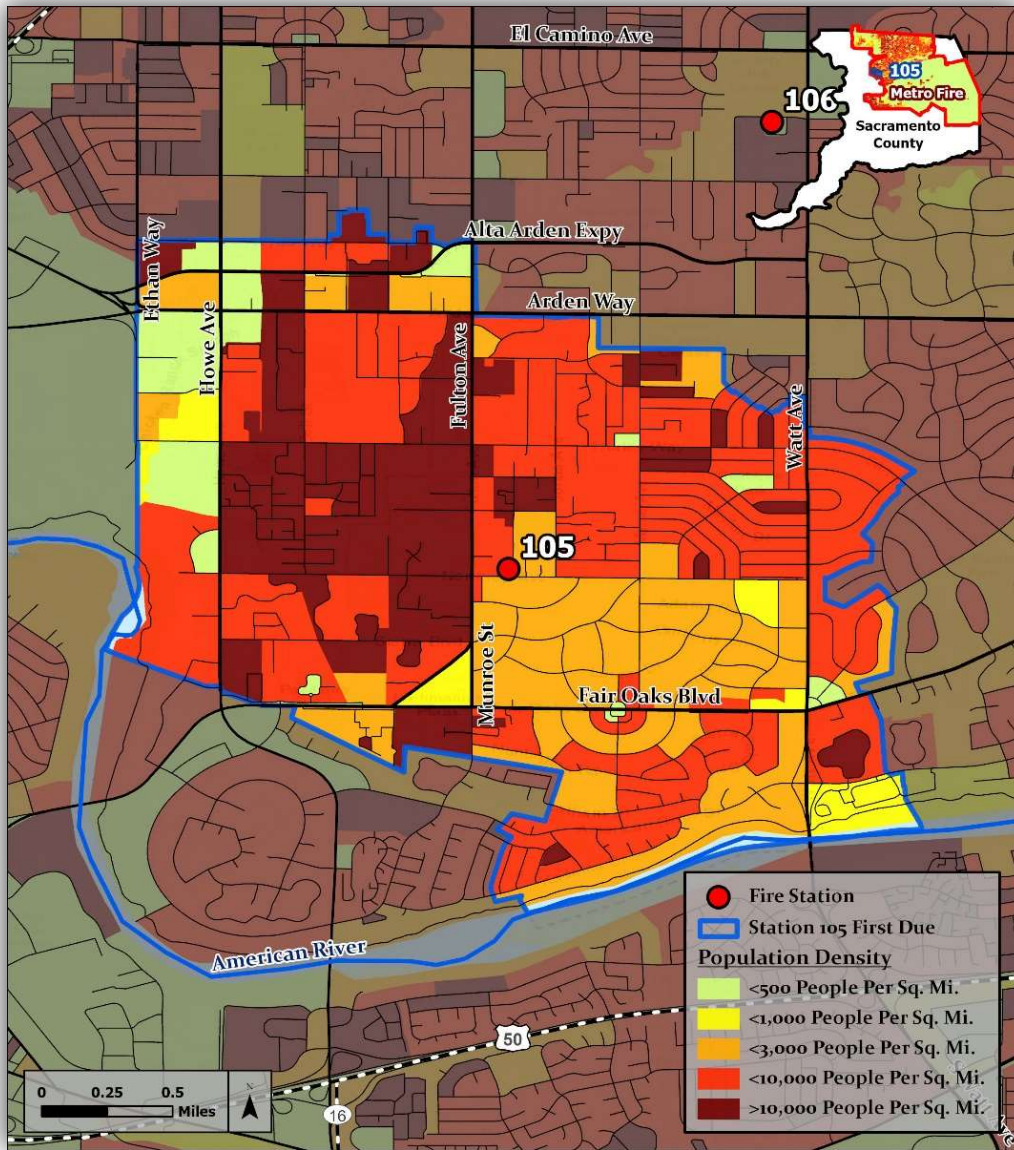 El Camino Ave
106
105
Metro Fire
Sacramento
County
Alta Arden Expy
Ethan Way
Arden Way
Howe Ave
Fulton Ave
Watt Ave
105
Munroe St
Fair Oaks Blvd
American River
50
16
0 0.25 0.5
Miles
N
Fire Station
Station 105 First Due
Population Density
<500 People Per Sq. Mi.
<1,000 People Per Sq. Mi.
<3,000 People Per Sq. Mi.
<10,000 People Per Sq. Mi.
>10,000 People Per Sq. Mi.